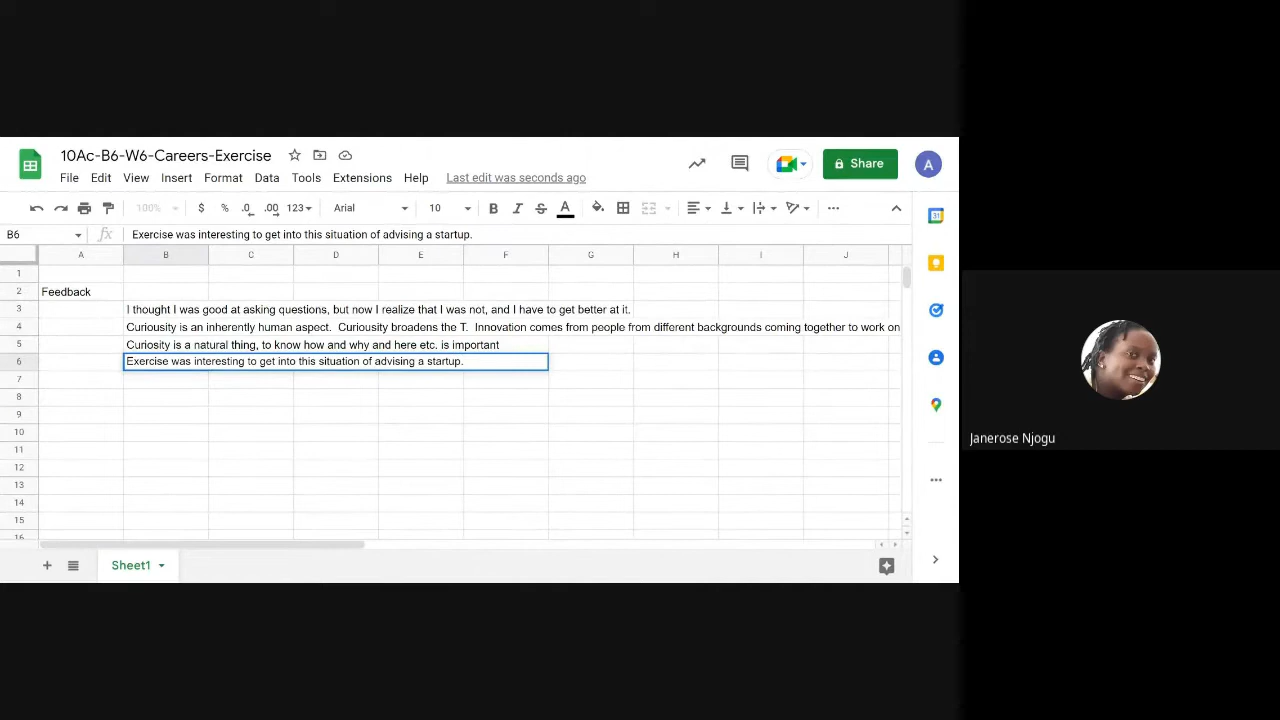 10Ac-B6-W6-Careers-Exercise
Share
A
File Edit View Insert Format Data Tools Extensions Help Last edit was seconds ago
100% $ % .0 .00 123 Arial 10 B I S A
31
B6 fx Exercise was interesting to get into this situation of advising a startup.
A B C D E F G H I J
1
2 Feedback
3 I thought I was good at asking questions, but now I realize that I was not, and I have to get better at it.
4 Curiousity is an inherently human aspect. Curiousity broadens the T. Innovation comes from people from different backgrounds coming together to work on
5 Curiosity is a natural thing, to know how and why and here etc. is important
6 Exercise was interesting to get into this situation of advising a startup.
7
8
9
10
11
12
13
14
15
16
Sheet1
Janerose Njogu